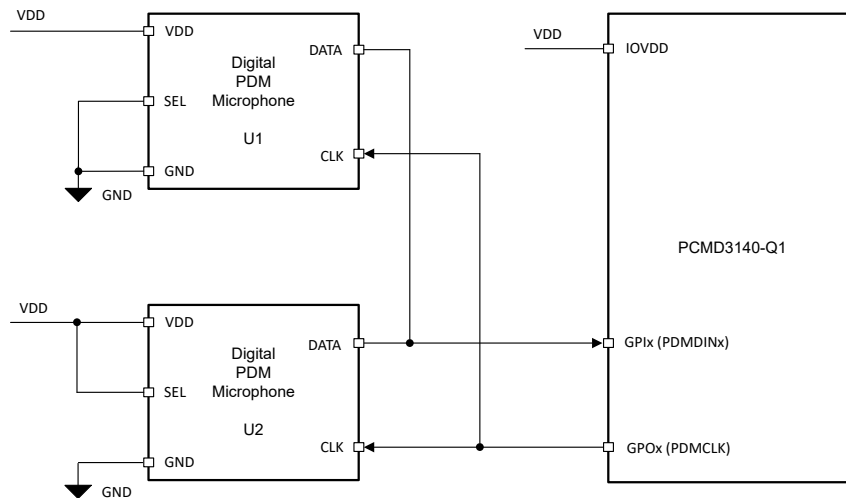 VDD
VDD
SEL
GND
GND
Digital
PDM
Microphone
U1
DATA
CLK
VDD
IOVDD
PCMD3140-Q1
GPIx (PDMDINx)
GPOx (PDMCLK)
VDD
VDD
SEL
GND
GND
Digital
PDM
Microphone
U2
DATA
CLK